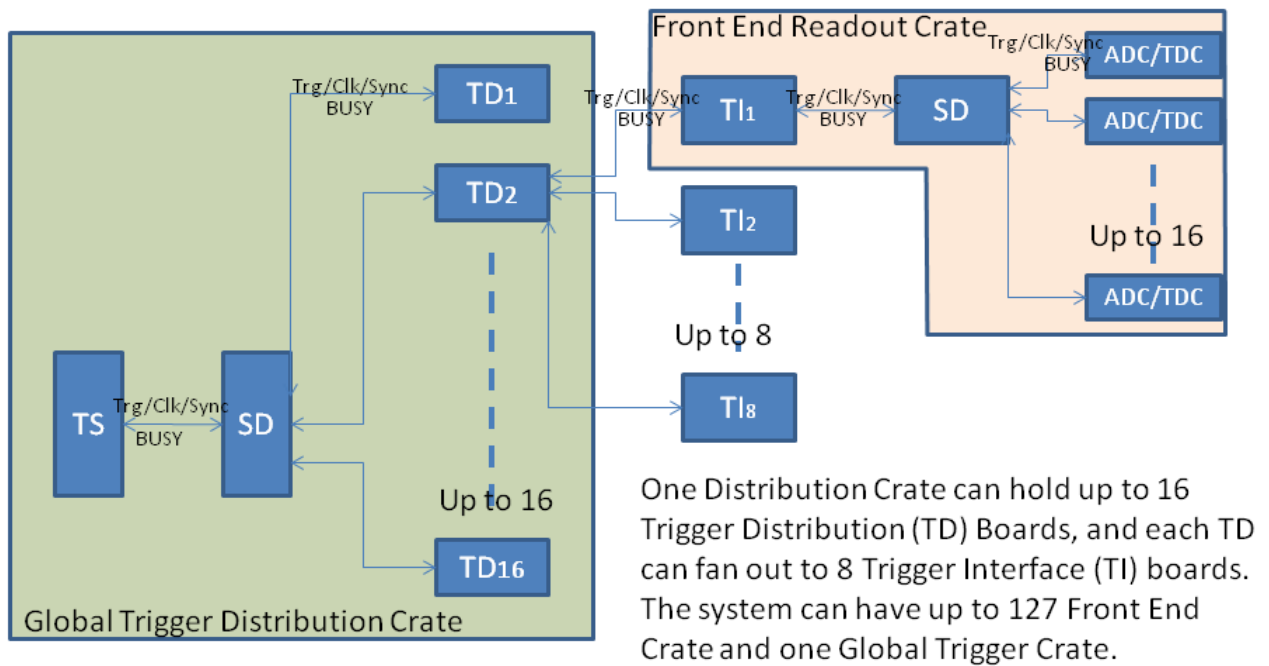 Front End Readout Crate
Trg/Clk/Sync
BUSY
ADC/TDC
Trg/Clk/Sync
BUSY
TD1
Trg/Clk/Sync
BUSY
TI1
Trg/Clk/Sync
BUSY
SD
ADC/TDC
TD2
TI2
Up to 16
ADC/TDC
Up to 8
TS
Trg/Clk/Sync
BUSY
SD
TI8
Up to 16
TD16
Global Trigger Distribution Crate
One Distribution Crate can hold up to 16
Trigger Distribution (TD) Boards, and each TD
can fan out to 8 Trigger Interface (TI) boards.
The system can have up to 127 Front End
Crate and one Global Trigger Crate.